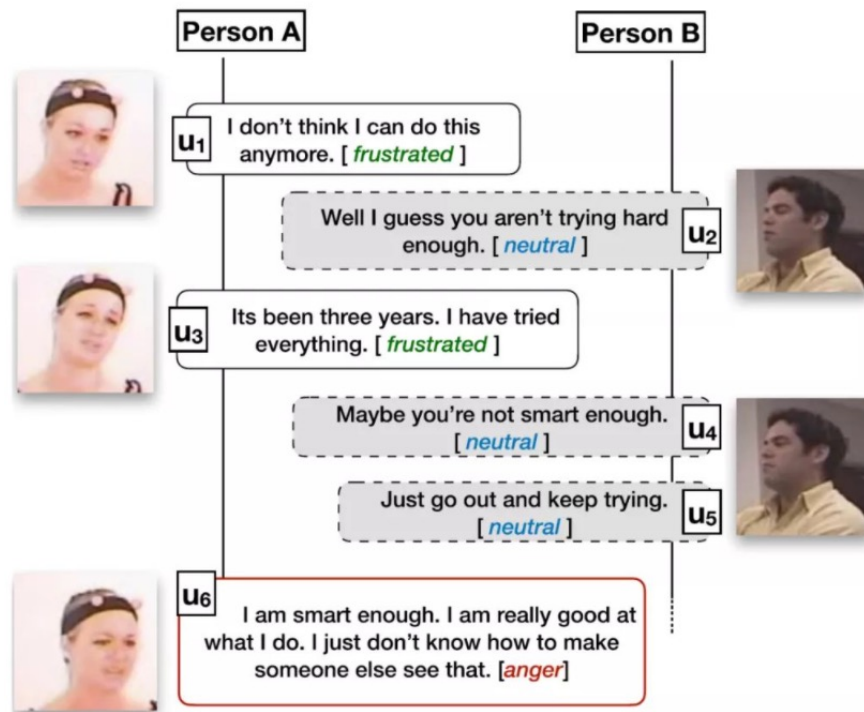 Person A
Person B
u1
I don't think I can do this
anymore. [ frustrated ]
Well I guess you aren't trying hard
enough. [ neutral ]
u2
u3
Its been three years. I have tried
everything. [ frustrated ]
Maybe you're not smart enough.
[ neutral ]
u4
Just go out and keep trying.
[ neutral ]
u5
u6
I am smart enough. I am really good at
what I do. I just don't know how to make
someone else see that. [anger]